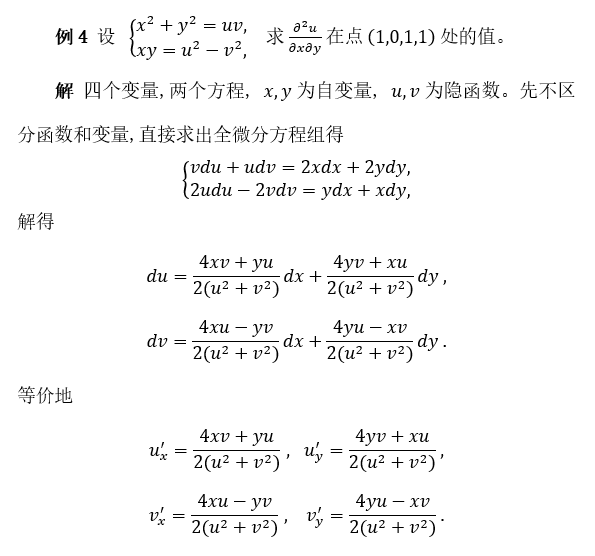 例 4 设 {x² + y² = uv, 求 ∂²u/∂x∂y 在点 (1,0,1,1) 处的值。
{xy = u² − v²,
解 四个变量,两个方程, x, y 为自变量, u, v 为隐函数。先不区
分函数和变量,直接求出全微分方程组得
{vdu + udv = 2xdx + 2ydy,
{2udu − 2vdv = ydx + xdy,
解得
du = (4xv + yu)/(2(u² + v²)) dx + (4yv + xu)/(2(u² + v²)) dy ,
dv = (4xu − yv)/(2(u² + v²)) dx + (4yu − xv)/(2(u² + v²)) dy .
等价地
u′ₓ = (4xv + yu)/(2(u² + v²)) , u′_y = (4yv + xu)/(2(u² + v²)) ,
v′ₓ = (4xu − yv)/(2(u² + v²)) , v′_y = (4yu − xv)/(2(u² + v²)) .